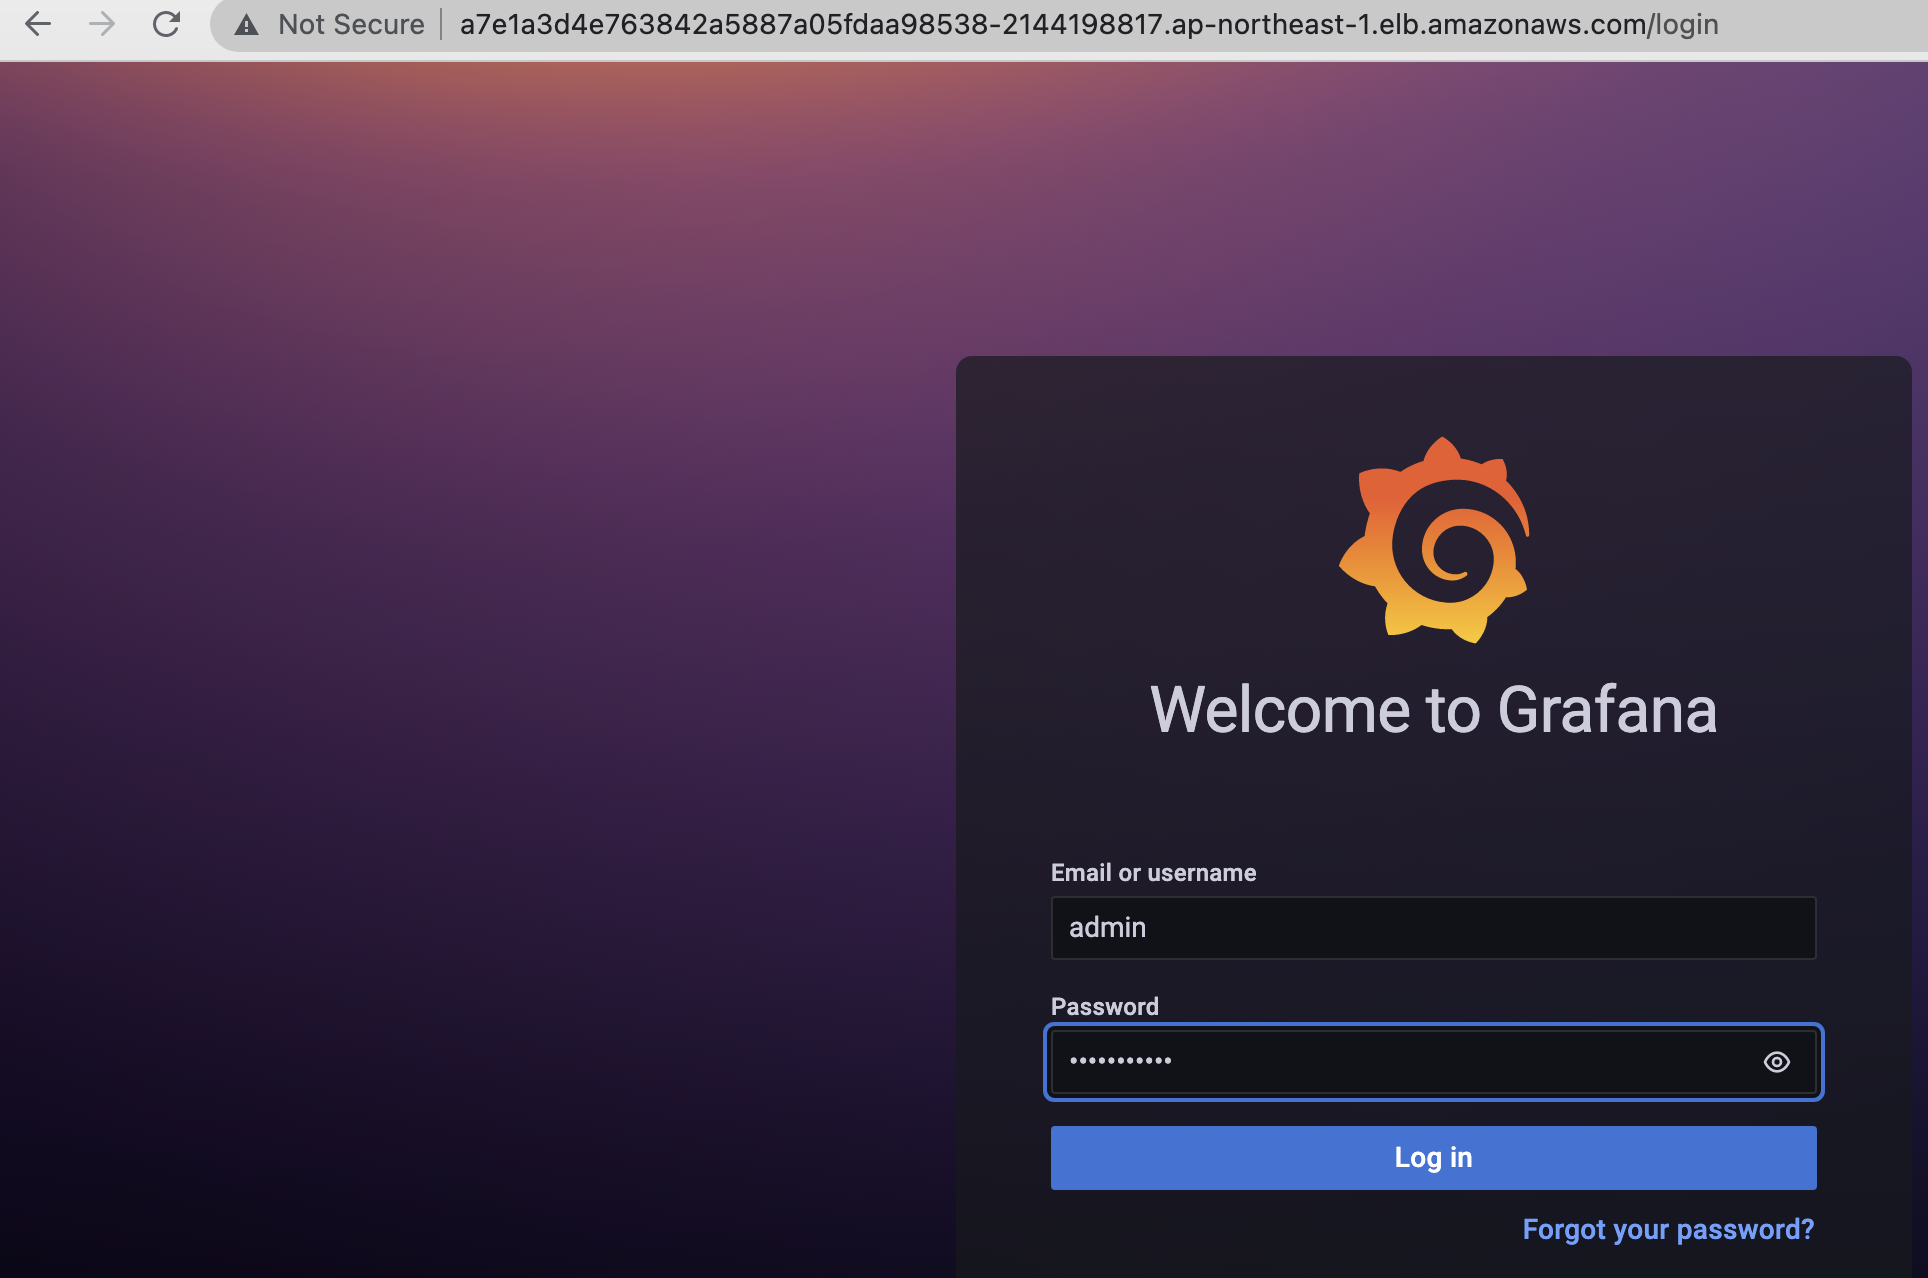 Not Secure a7e1a3d4e763842a5887a05fdaa98538-2144198817.ap-northeast-1.elb.amazonaws.com/login
Welcome to Grafana
Email or username
admin
Password
•••••••••••
Log in
Forgot your password?